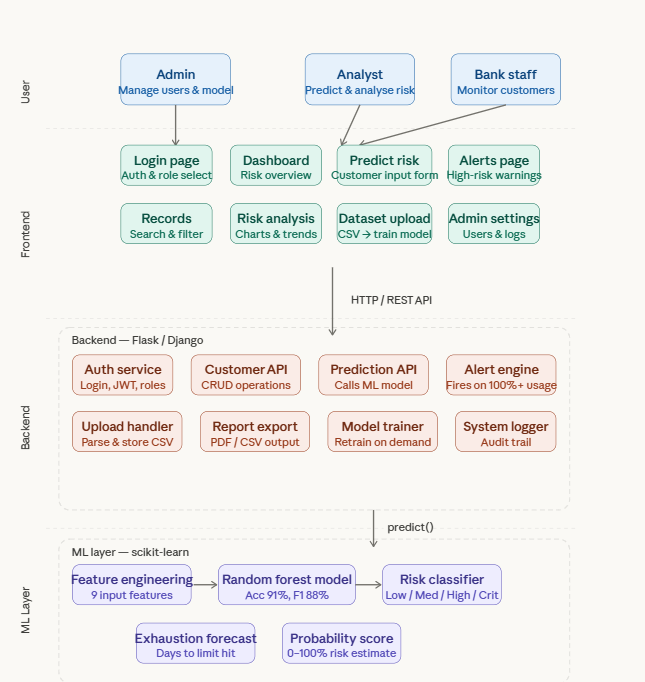 User
Admin
Manage users & model
Analyst
Predict & analyse risk
Bank staff
Monitor customers
Frontend
Login page
Auth & role select
Dashboard
Risk overview
Predict risk
Customer input form
Alerts page
High-risk warnings
Records
Search & filter
Risk analysis
Charts & trends
Dataset upload
CSV → train model
Admin settings
Users & logs
HTTP / REST API
Backend
Backend — Flask / Django
Auth service
Login, JWT, roles
Customer API
CRUD operations
Prediction API
Calls ML model
Alert engine
Fires on 100%+ usage
Upload handler
Parse & store CSV
Report export
PDF / CSV output
Model trainer
Retrain on demand
System logger
Audit trail
predict()
ML Layer
ML layer — scikit-learn
Feature engineering
9 input features
Random forest model
Acc 91%, F1 88%
Risk classifier
Low / Med / High / Crit
Exhaustion forecast
Days to limit hit
Probability score
0–100% risk estimate